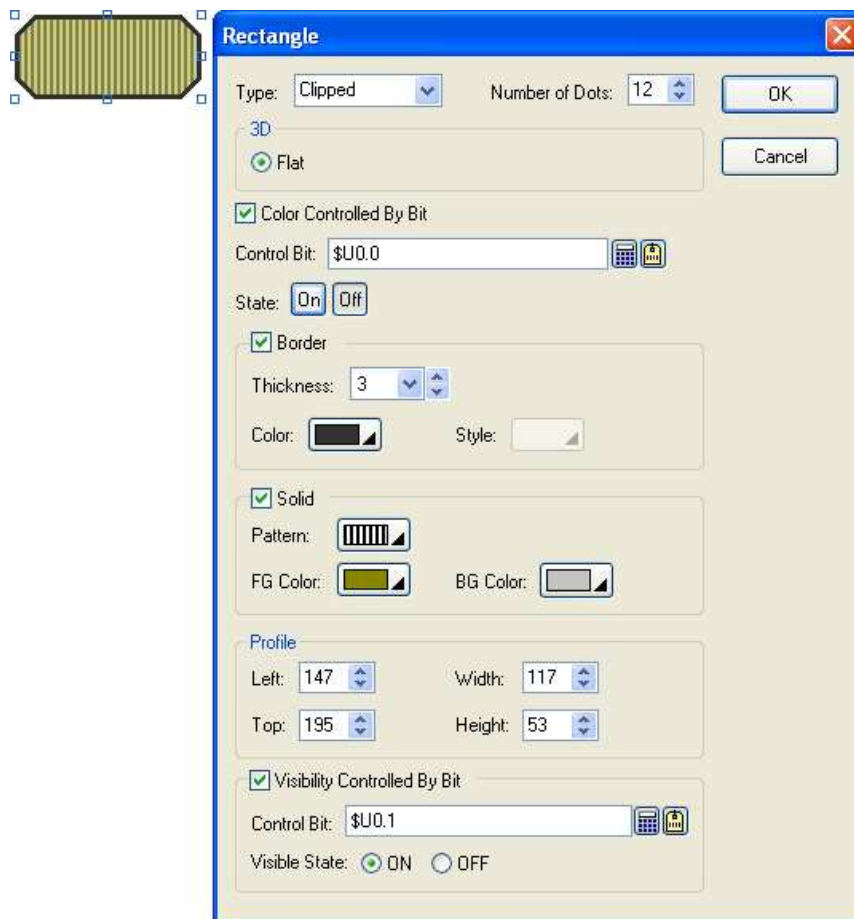 Rectangle
Type: Clipped Number of Dots: 12 OK
3D
Flat
Cancel
Color Controlled By Bit
Control Bit: $U0.0
State: On Off
Border
Thickness: 3
Color: Style:
Solid
Pattern:
FG Color: BG Color:
Profile
Left: 147 Width: 117
Top: 195 Height: 53
Visibility Controlled By Bit
Control Bit: $U0.1
Visible State: ON OFF